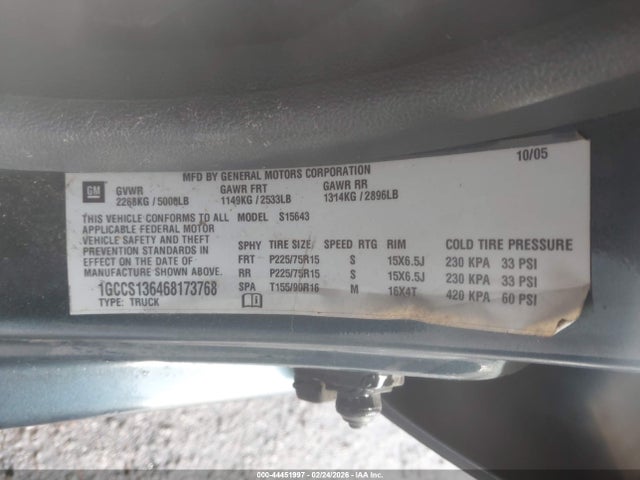 10/05
MFD BY GENERAL MOTORS CORPORATION
GM
GVWR GAWR FRT GAWR RR
2268KG / 5000LB 1149KG / 2533LB 1314KG / 2896LB
THIS VEHICLE CONFORMS TO ALL MODEL S15643
APPLICABLE FEDERAL MOTOR
VEHICLE SAFETY AND THEFT
PREVENTION STANDARDS IN
EFFECT ON THE DATE OF
MANUFACTURE SHOWN ABOVE.
1GCCS136468173768
TYPE: TRUCK
SPHY TIRE SIZE SPEED RTG RIM COLD TIRE PRESSURE
FRT P225/75R15 S 15X6.5J 230 KPA 33 PSI
RR P225/75R15 S 15X6.5J 230 KPA 33 PSI
SPA T155/90R16 M 16X4T 420 KPA 60 PSI
000-44451997 - 02/24/2026 - IAA Inc.